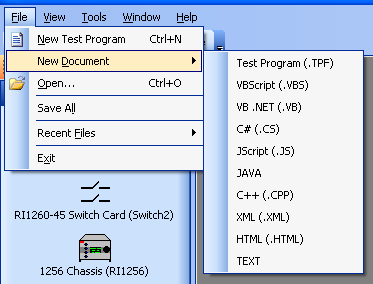 File View Tools Window Help
New Test Program Ctrl+N
New Document
Open... Ctrl+O
Save All
Recent Files
Exit
Test Program (.TPF)
VBScript (.VBS)
VB .NET (.VB)
C# (.CS)
JScript (.JS)
JAVA
C++ (.CPP)
XML (.XML)
HTML (.HTML)
TEXT
RI1260-45 Switch Card (Switch2)
1256 Chassis (RI1256)